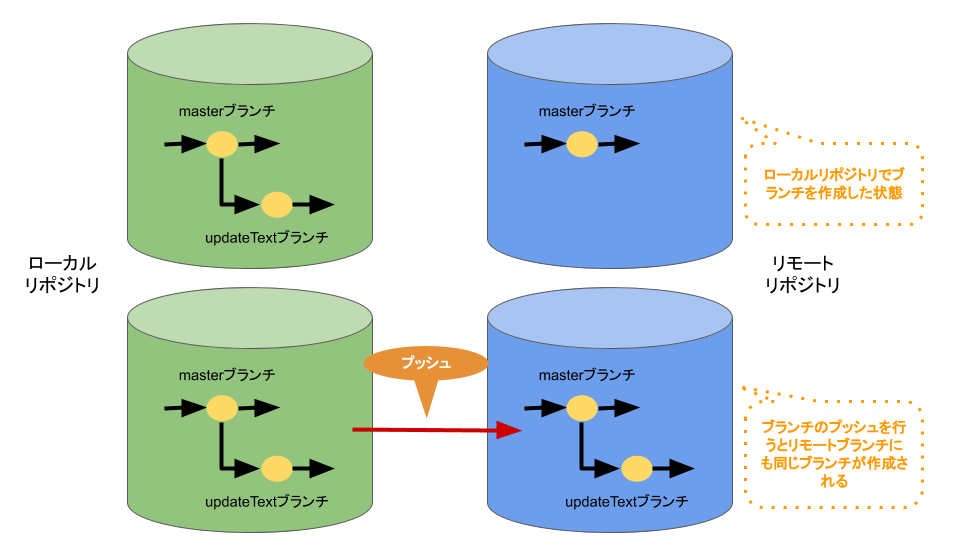 masterブランチ
updateTextブランチ
masterブランチ
ローカルリポジトリでブ
ランチを作成した状態
ローカル
リポジトリ
リモート
リポジトリ
プッシュ
masterブランチ
updateTextブランチ
masterブランチ
updateTextブランチ
ブランチのプッシュを行
うとリモートブランチに
も同じブランチが作成さ
れる